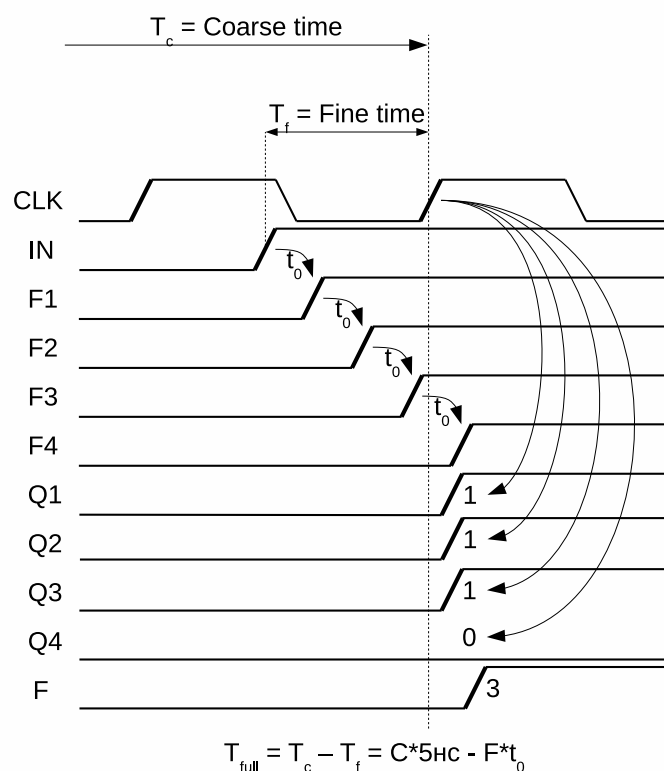 T_c = Coarse time
T_f = Fine time
CLK
IN
t_0
F1
t_0
F2
t_0
F3
t_0
F4
Q1 1
Q2 1
Q3 1
Q4 0
F 3
T_full = T_c – T_f = C*5нс - F*t_0